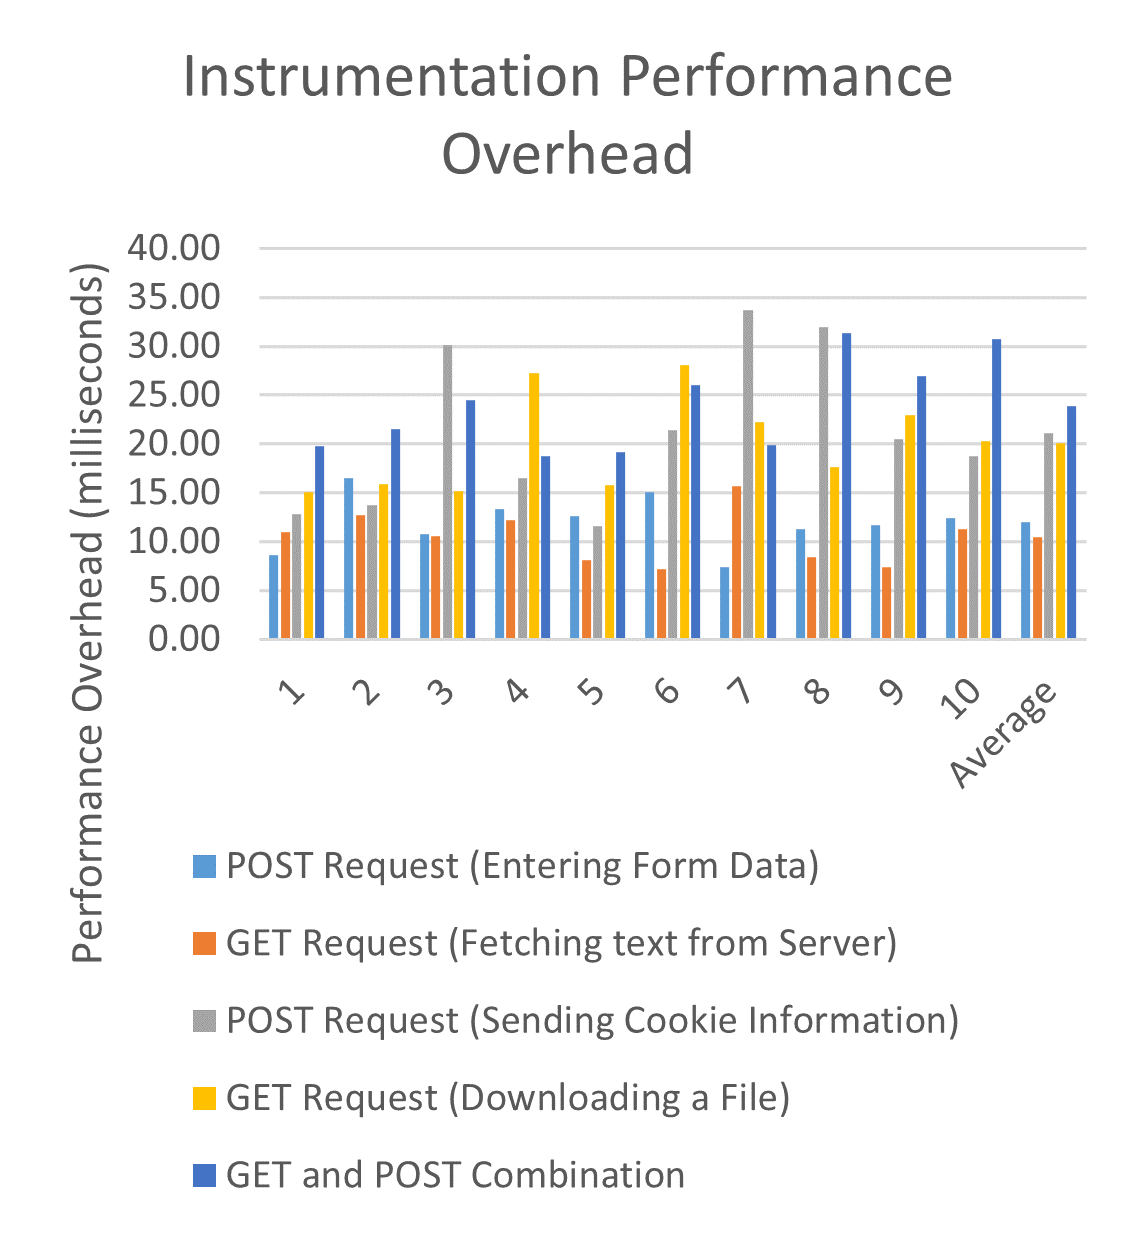 Instrumentation Performance
Overhead
Performance Overhead (milliseconds)
40.00
35.00
30.00
25.00
20.00
15.00
10.00
5.00
0.00
1 2 3 4 5 6 7 8 9 10 Average
POST Request (Entering Form Data)
GET Request (Fetching text from Server)
POST Request (Sending Cookie Information)
GET Request (Downloading a File)
GET and POST Combination